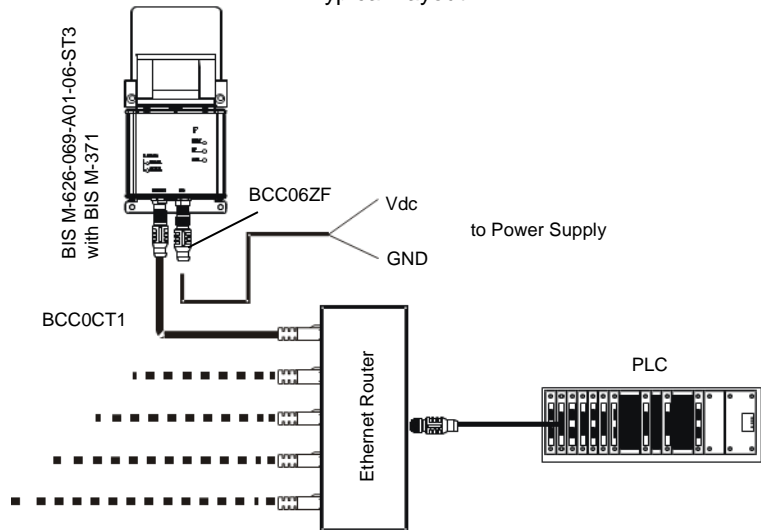 BIS M-626-069-A01-06-ST3
with BIS M-371
BCC06ZF
Vdc
to Power Supply
GND
BCC0CT1
Ethernet Router
PLC